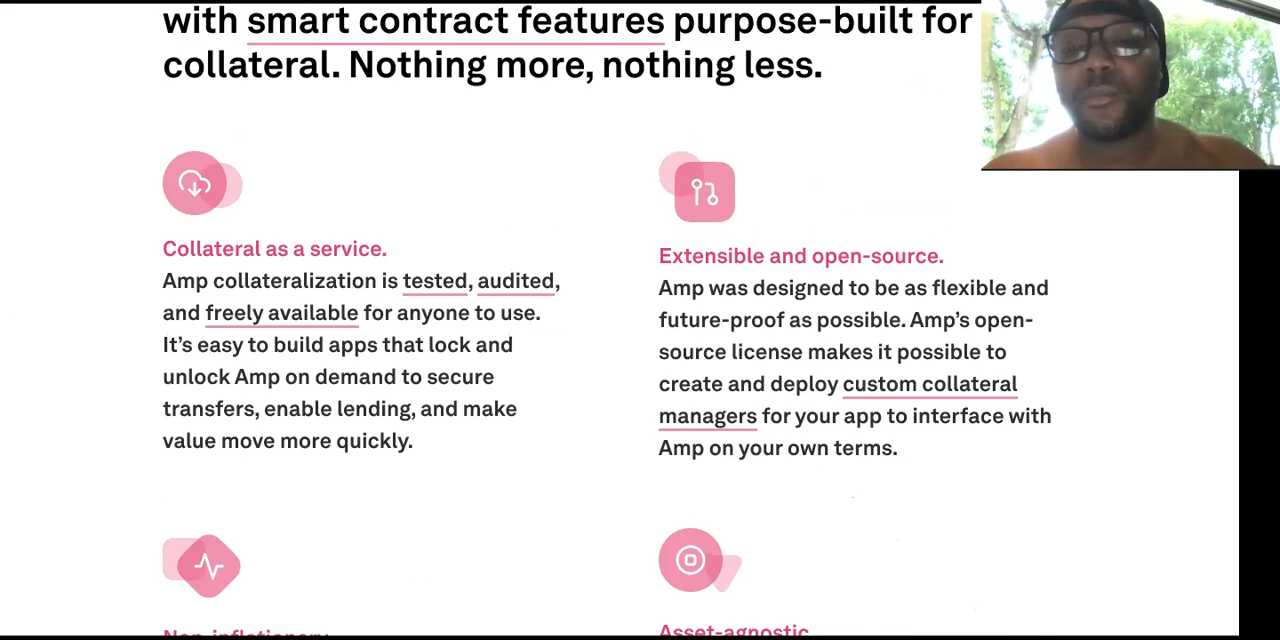 with smart contract features purpose-built for
collateral. Nothing more, nothing less.
Collateral as a service.
Amp collateralization is tested, audited,
and freely available for anyone to use.
It’s easy to build apps that lock and
unlock Amp on demand to secure
transfers, enable lending, and make
value move more quickly.
Extensible and open-source.
Amp was designed to be as flexible and
future-proof as possible. Amp’s open-
source license makes it possible to
create and deploy custom collateral
managers for your app to interface with
Amp on your own terms.
Non-inflationary
Asset-agnostic